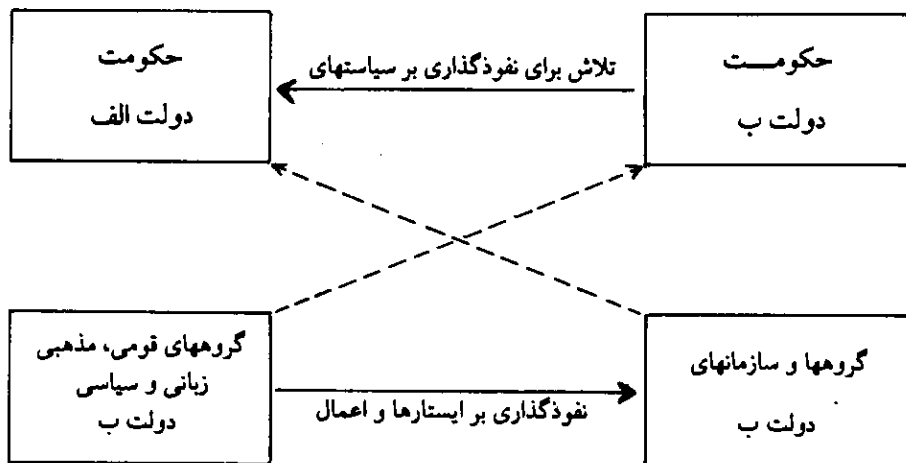 حکومت
دولت ب
تلاش برای نفوذگذاری بر سیاستهای
حکومت
دولت الف
گروهها و سازمانهای
دولت ب
نفوذگذاری بر ایستارها و اعمال
گروههای قومی، مذهبی
زبانی و سیاسی
دولت ب